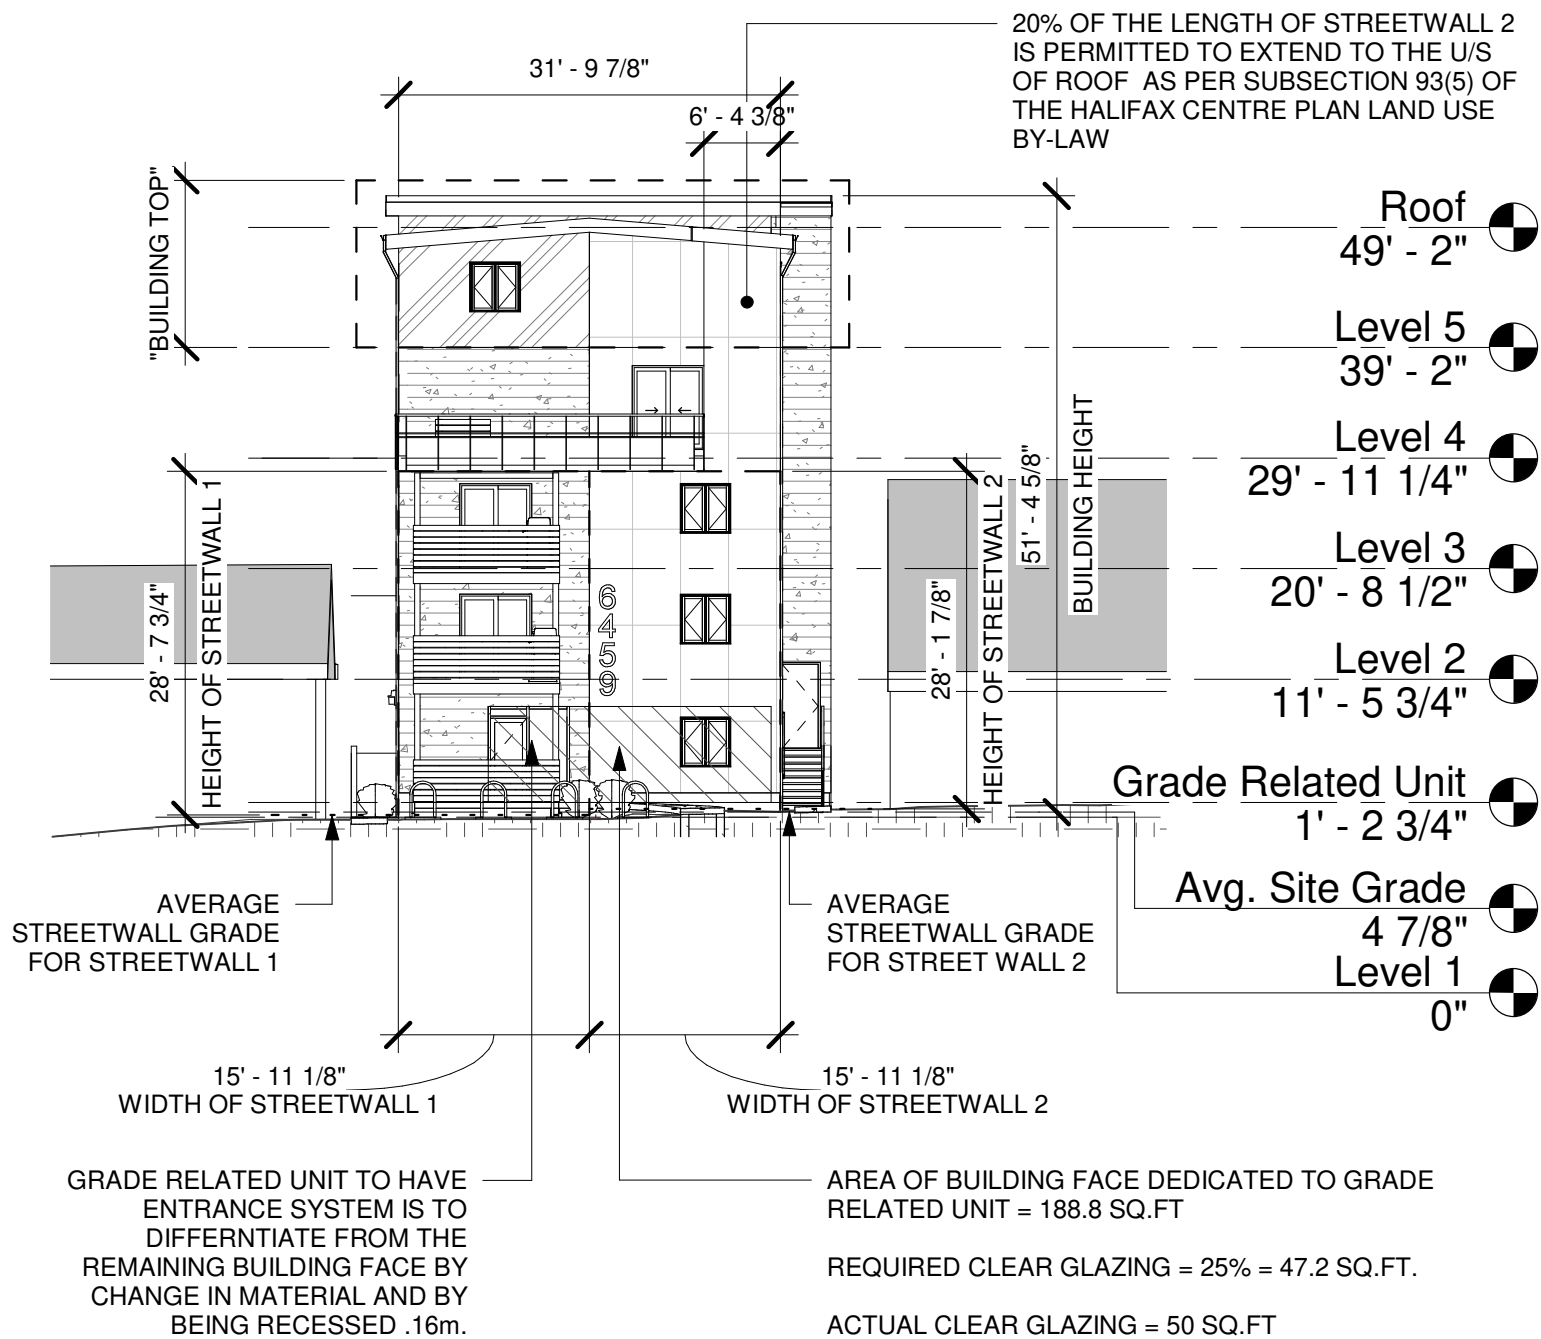 20% OF THE LENGTH OF STREETWALL 2
IS PERMITTED TO EXTEND TO THE U/S
OF ROOF AS PER SUBSECTION 93(5) OF
THE HALIFAX CENTRE PLAN LAND USE
BY-LAW
31' - 9 7/8"
6' - 4 3/8"
"BUILDING TOP"
Roof
49' - 2"
Level 5
39' - 2"
Level 4
29' - 11 1/4"
Level 3
20' - 8 1/2"
Level 2
11' - 5 3/4"
Grade Related Unit
1' - 2 3/4"
Avg. Site Grade
4 7/8"
Level 1
0"
28' - 7 3/4"
HEIGHT OF STREETWALL 1
6459
28' - 1 7/8"
HEIGHT OF STREETWALL 2
51' - 4 5/8"
BUILDING HEIGHT
AVERAGE
STREETWALL GRADE
FOR STREETWALL 1
AVERAGE
STREETWALL GRADE
FOR STREET WALL 2
15' - 11 1/8"
WIDTH OF STREETWALL 1
15' - 11 1/8"
WIDTH OF STREETWALL 2
GRADE RELATED UNIT TO HAVE
ENTRANCE SYSTEM IS TO
DIFFERNTIATE FROM THE
REMAINING BUILDING FACE BY
CHANGE IN MATERIAL AND BY
BEING RECESSED .16m.
AREA OF BUILDING FACE DEDICATED TO GRADE
RELATED UNIT = 188.8 SQ.FT
REQUIRED CLEAR GLAZING = 25% = 47.2 SQ.FT.
ACTUAL CLEAR GLAZING = 50 SQ.FT